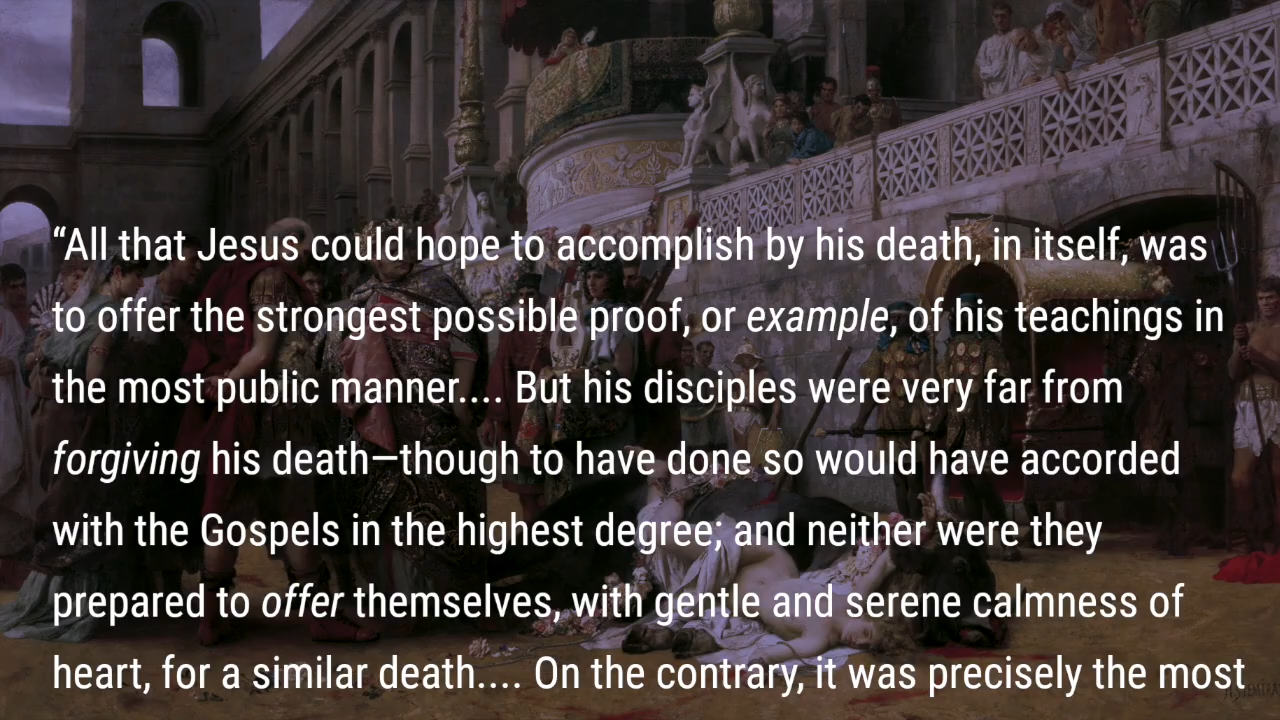 “All that Jesus could hope to accomplish by his death, in itself, was
to offer the strongest possible proof, or example, of his teachings in
the most public manner.... But his disciples were very far from
forgiving his death—though to have done so would have accorded
with the Gospels in the highest degree; and neither were they
prepared to offer themselves, with gentle and serene calmness of
heart, for a similar death.... On the contrary, it was precisely the most